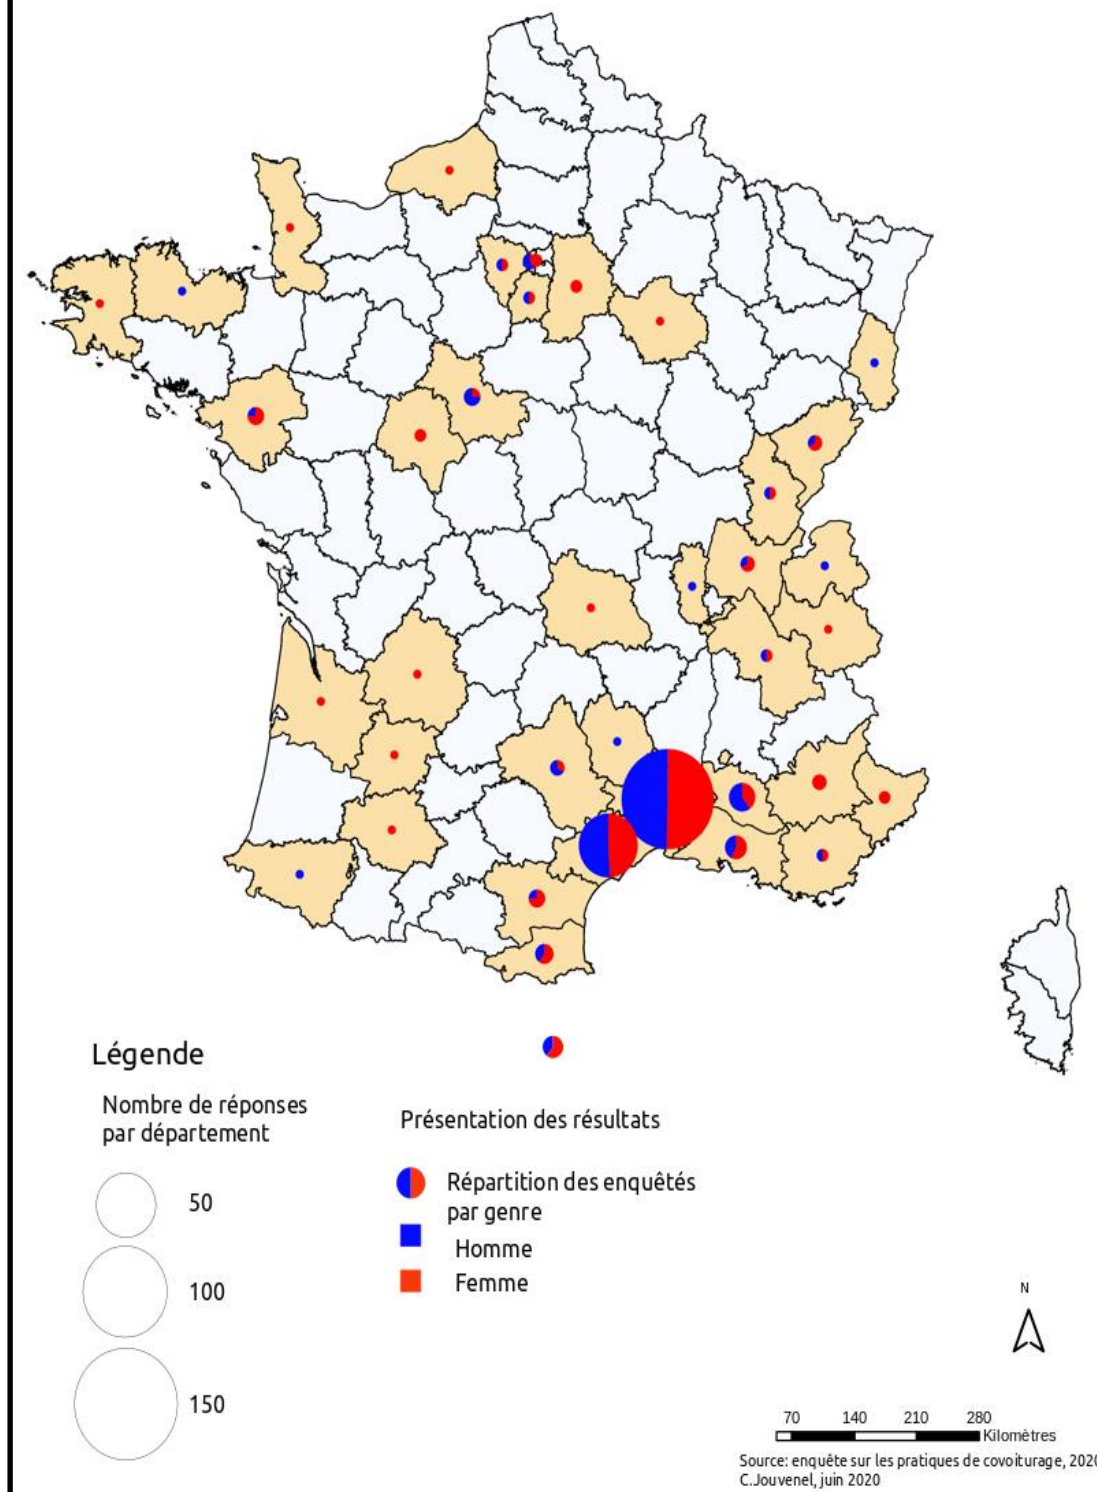 Légende
Nombre de réponses
par département
50
100
150
Présentation des résultats
Répartition des enquêtés
par genre
Homme
Femme
N
70 140 210 280
Kilomètres
Source: enquête sur les pratiques de covoiturage, 2020
C.Jouvenel, juin 2020